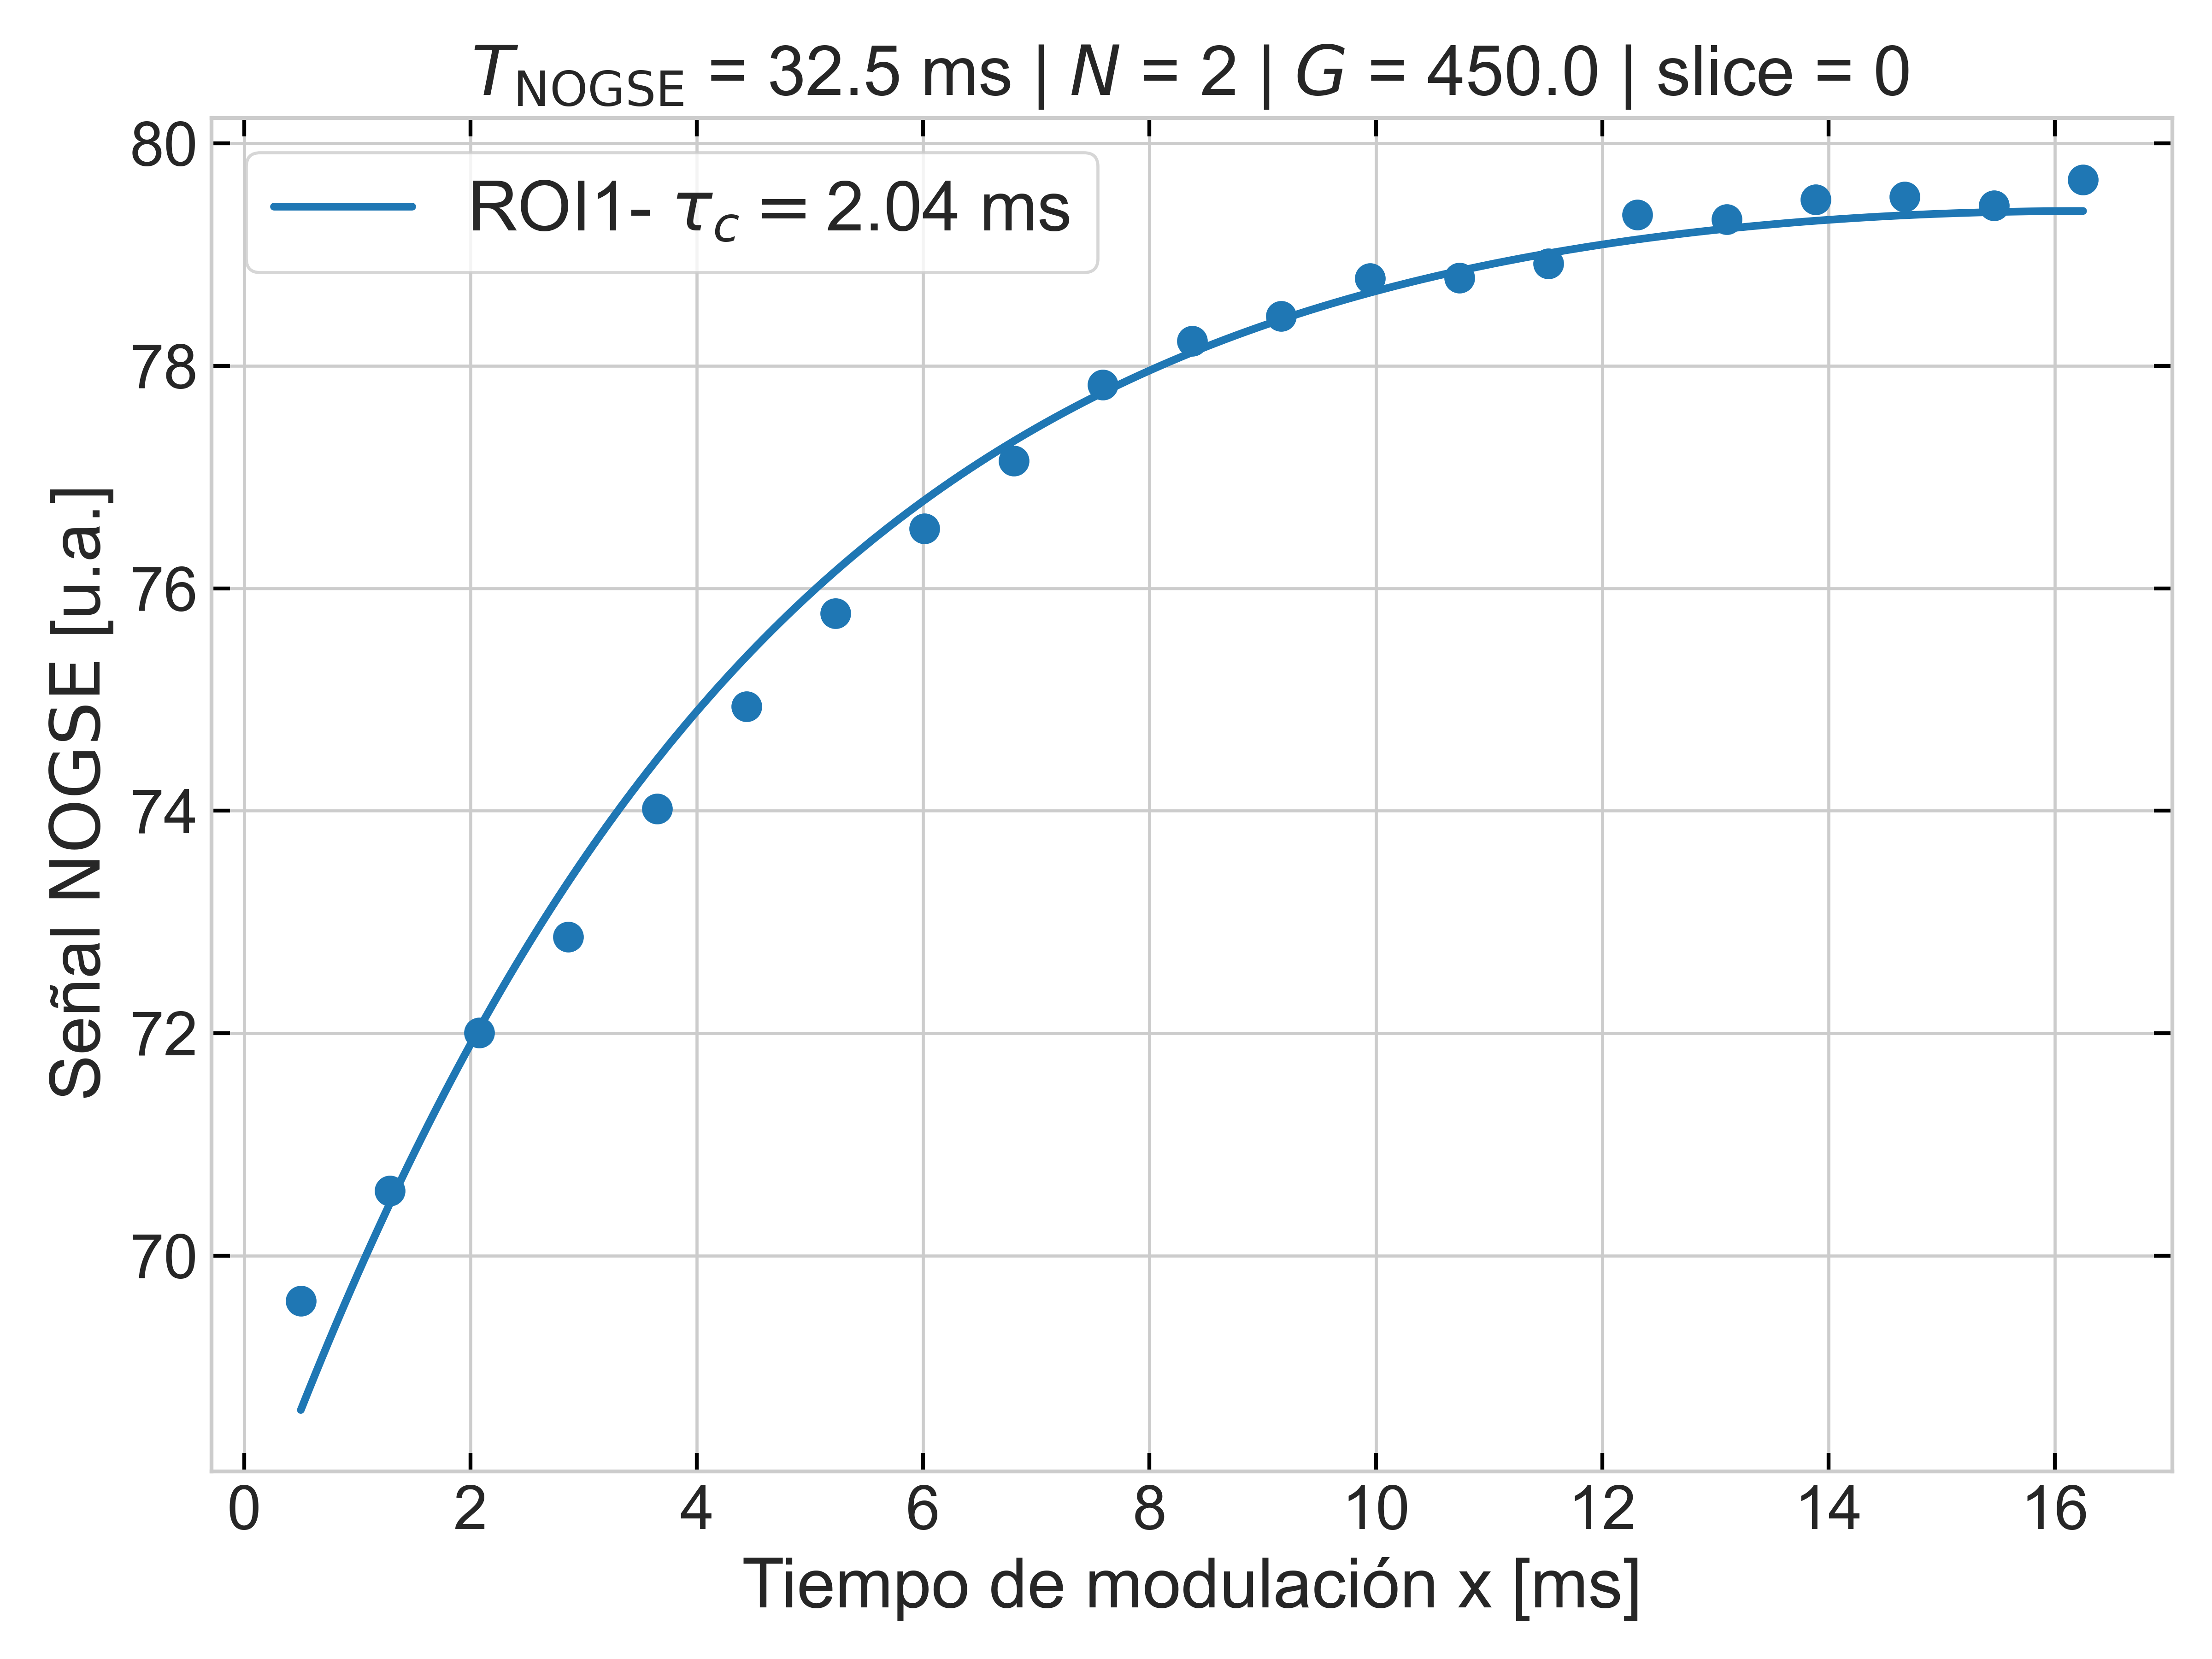 T_NOGSE = 32.5 ms | N = 2 | G = 450.0 | slice = 0
ROI1- τ_c = 2.04 ms
Señal NOGSE [u.a.]
80
78
76
74
72
70
0 2 4 6 8 10 12 14 16
Tiempo de modulación x [ms]